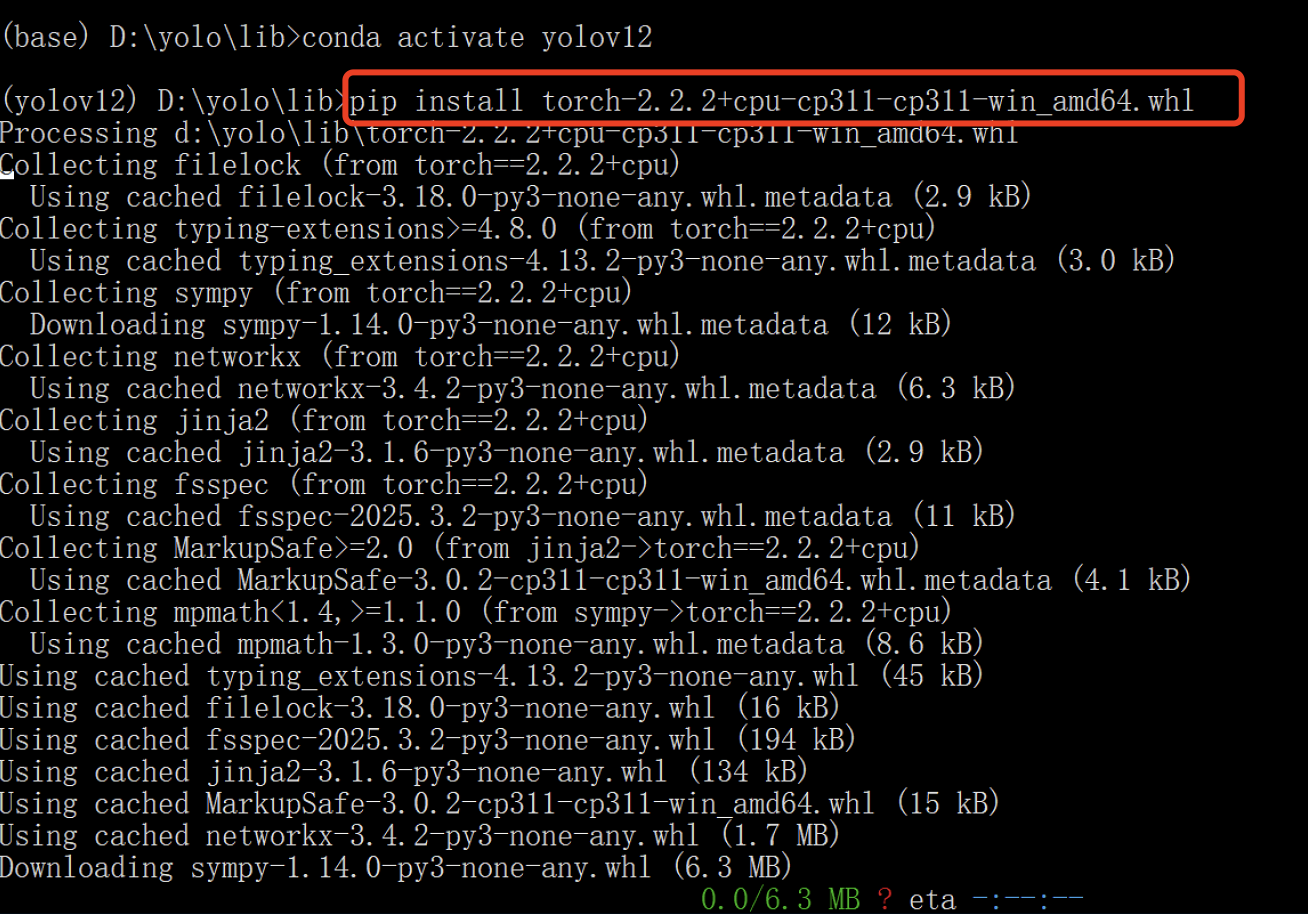 (base) D:\yolo\lib>conda activate yolov12
(yolov12) D:\yolo\lib>pip install torch-2.2.2+cpu-cp311-cp311-win_amd64.whl
Processing d:\yolo\lib\torch-2.2.2+cpu-cp311-cp311-win_amd64.whl
Collecting filelock (from torch==2.2.2+cpu)
  Using cached filelock-3.18.0-py3-none-any.whl.metadata (2.9 kB)
Collecting typing-extensions>=4.8.0 (from torch==2.2.2+cpu)
  Using cached typing_extensions-4.13.2-py3-none-any.whl.metadata (3.0 kB)
Collecting sympy (from torch==2.2.2+cpu)
  Downloading sympy-1.14.0-py3-none-any.whl.metadata (12 kB)
Collecting networkx (from torch==2.2.2+cpu)
  Using cached networkx-3.4.2-py3-none-any.whl.metadata (6.3 kB)
Collecting jinja2 (from torch==2.2.2+cpu)
  Using cached jinja2-3.1.6-py3-none-any.whl.metadata (2.9 kB)
Collecting fsspec (from torch==2.2.2+cpu)
  Using cached fsspec-2025.3.2-py3-none-any.whl.metadata (11 kB)
Collecting MarkupSafe>=2.0 (from jinja2->torch==2.2.2+cpu)
  Using cached MarkupSafe-3.0.2-cp311-cp311-win_amd64.whl.metadata (4.1 kB)
Collecting mpmath<1.4,>=1.1.0 (from sympy->torch==2.2.2+cpu)
  Using cached mpmath-1.3.0-py3-none-any.whl.metadata (8.6 kB)
Using cached typing_extensions-4.13.2-py3-none-any.whl (45 kB)
Using cached filelock-3.18.0-py3-none-any.whl (16 kB)
Using cached fsspec-2025.3.2-py3-none-any.whl (194 kB)
Using cached jinja2-3.1.6-py3-none-any.whl (134 kB)
Using cached MarkupSafe-3.0.2-cp311-cp311-win_amd64.whl (15 kB)
Using cached networkx-3.4.2-py3-none-any.whl (1.7 MB)
Downloading sympy-1.14.0-py3-none-any.whl (6.3 MB)
0.0/6.3 MB ? eta -:--:--